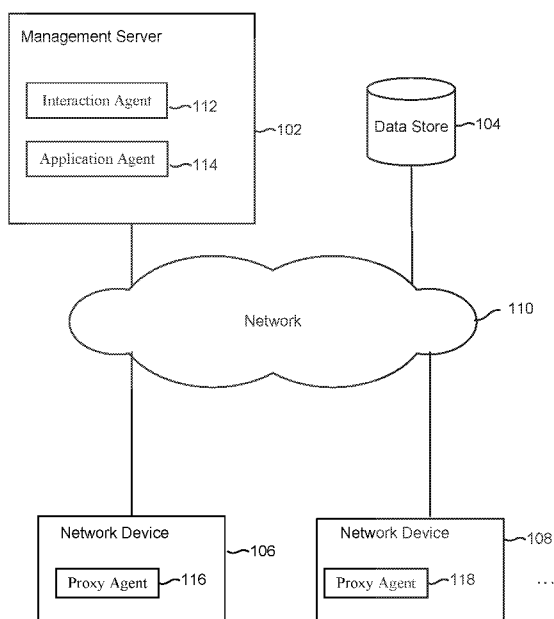 Management Server
Interaction Agent
112
Application Agent
114
102
Data Store
104
Network
110
Network Device
106
Proxy Agent
116
Network Device
108
Proxy Agent
118
...